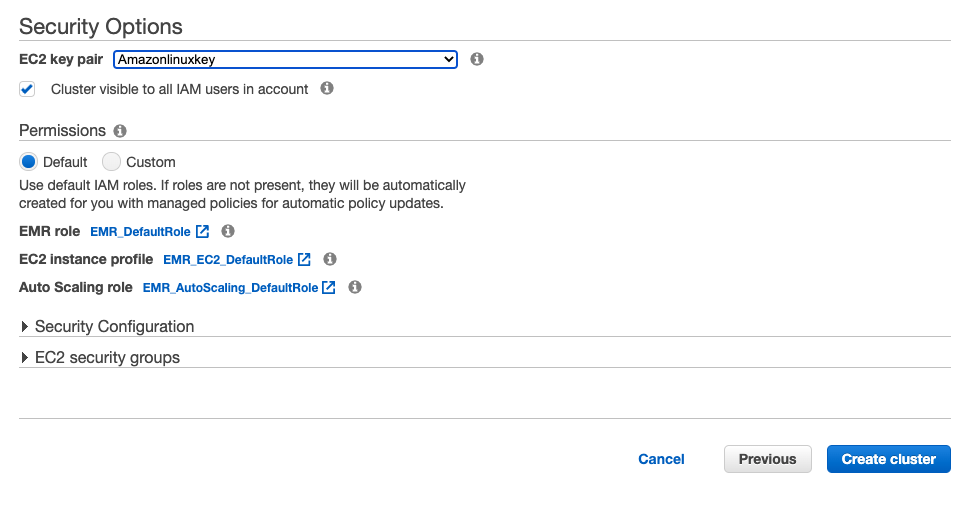 Security Options
EC2 key pair Amazonlinuxkey
Cluster visible to all IAM users in account
Permissions
Default Custom
Use default IAM roles. If roles are not present, they will be automatically
created for you with managed policies for automatic policy updates.
EMR role EMR_DefaultRole
EC2 instance profile EMR_EC2_DefaultRole
Auto Scaling role EMR_AutoScaling_DefaultRole
Security Configuration
EC2 security groups
Cancel Previous Create cluster